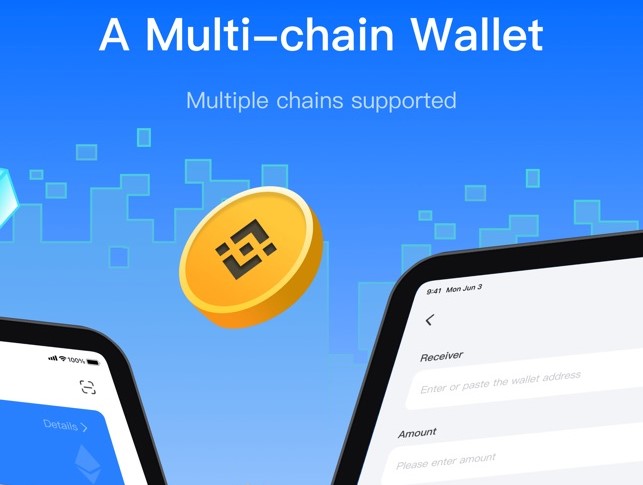 A Multi–chain Wallet
Multiple chains supported
9:41 Mon Jun 3
100%
Receiver
Enter or paste the wallet address
Details >
Amount
Please enter amount